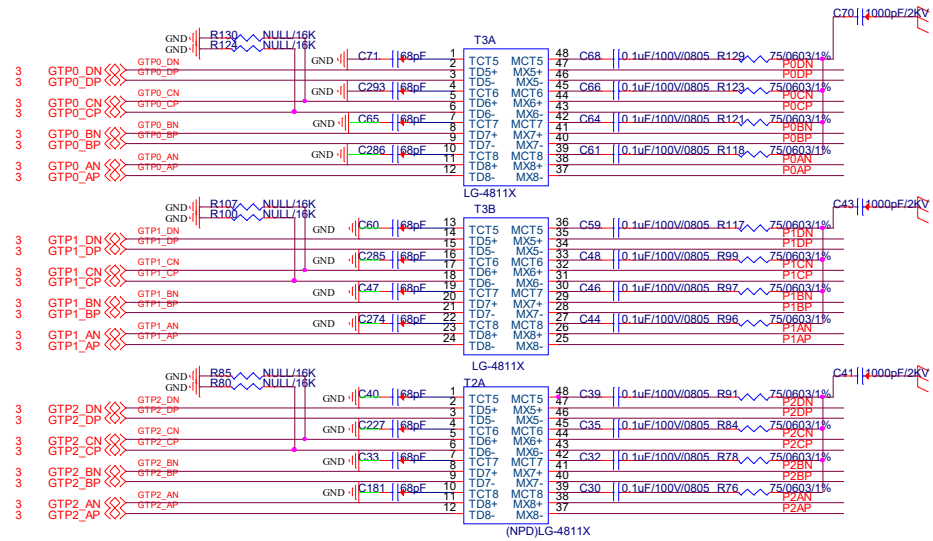 C70 1000pF/2KV
GND R130 NULL/16K
GND R124 NULL/16K
T3A
GND C71 68pF 1 TCT5 MCT5 48 C68 0.1uF/100V/0805 R129 75/0603/1%
3 GTP0_DN GTP0_DN 2 TD5+ MX5+ 47 P0DN
3 GTP0_DP GTP0_DP 3 TD5- MX5- 46 P0DP
GND C293 68pF 4 TCT6 MCT6 45 C66 0.1uF/100V/0805 R123 75/0603/1%
3 GTP0_CN GTP0_CN 5 TD6+ MX6+ 44 P0CN
3 GTP0_CP GTP0_CP 6 TD6- MX6- 43 P0CP
GND C65 68pF 7 TCT7 MCT7 42 C64 0.1uF/100V/0805 R121 75/0603/1%
3 GTP0_BN GTP0_BN 8 TD7+ MX7+ 41 P0BN
3 GTP0_BP GTP0_BP 9 TD7- MX7- 40 P0BP
GND C286 68pF 10 TCT8 MCT8 39 C61 0.1uF/100V/0805 R118 75/0603/1%
3 GTP0_AN GTP0_AN 11 TD8+ MX8+ 38 P0AN
3 GTP0_AP GTP0_AP 12 TD8- MX8- 37 P0AP
LG-4811X
GND R107 NULL/16K
GND R100 NULL/16K
T3B
C43 1000pF/2KV
GND C60 68pF 13 TCT5 MCT5 36 C59 0.1uF/100V/0805 R117 75/0603/1%
3 GTP1_DN GTP1_DN 14 TD5+ MX5+ 35 P1DN
3 GTP1_DP GTP1_DP 15 TD5- MX5- 34 P1DP
GND C285 68pF 16 TCT6 MCT6 33 C48 0.1uF/100V/0805 R99 75/0603/1%
3 GTP1_CN GTP1_CN 17 TD6+ MX6+ 32 P1CN
3 GTP1_CP GTP1_CP 18 TD6- MX6- 31 P1CP
GND C47 68pF 19 TCT7 MCT7 30 C46 0.1uF/100V/0805 R97 75/0603/1%
3 GTP1_BN GTP1_BN 20 TD7+ MX7+ 29 P1BN
3 GTP1_BP GTP1_BP 21 TD7- MX7- 28 P1BP
GND C274 68pF 22 TCT8 MCT8 27 C44 0.1uF/100V/0805 R96 75/0603/1%
3 GTP1_AN GTP1_AN 23 TD8+ MX8+ 26 P1AN
3 GTP1_AP GTP1_AP 24 TD8- MX8- 25 P1AP
LG-4811X
GND R85 NULL/16K
GND R80 NULL/16K
T2A
C41 1000pF/2KV
GND C40 68pF 1 TCT5 MCT5 48 C39 0.1uF/100V/0805 R91 75/0603/1%
3 GTP2_DN GTP2_DN 2 TD5+ MX5+ 47 P2DN
3 GTP2_DP GTP2_DP 3 TD5- MX5- 46 P2DP
GND C227 68pF 4 TCT6 MCT6 45 C35 0.1uF/100V/0805 R84 75/0603/1%
3 GTP2_CN GTP2_CN 5 TD6+ MX6+ 44 P2CN
3 GTP2_CP GTP2_CP 6 TD6- MX6- 43 P2CP
GND C33 68pF 7 TCT7 MCT7 42 C32 0.1uF/100V/0805 R78 75/0603/1%
3 GTP2_BN GTP2_BN 8 TD7+ MX7+ 41 P2BN
3 GTP2_BP GTP2_BP 9 TD7- MX7- 40 P2BP
GND C181 68pF 10 TCT8 MCT8 39 C30 0.1uF/100V/0805 R76 75/0603/1%
3 GTP2_AN GTP2_AN 11 TD8+ MX8+ 38 P2AN
3 GTP2_AP GTP2_AP 12 TD8- MX8- 37 P2AP
(NPD)LG-4811X